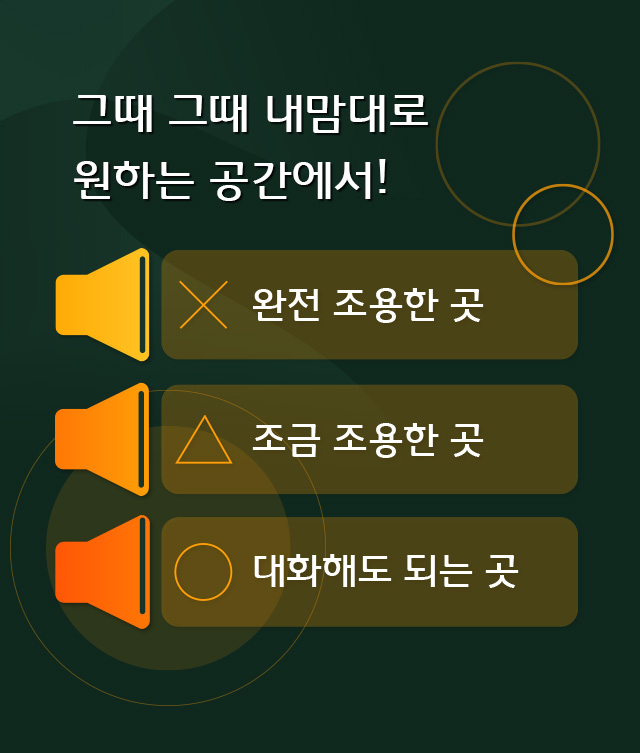 그때 그때 내맘대로
원하는 공간에서!
완전 조용한 곳
조금 조용한 곳
대화해도 되는 곳